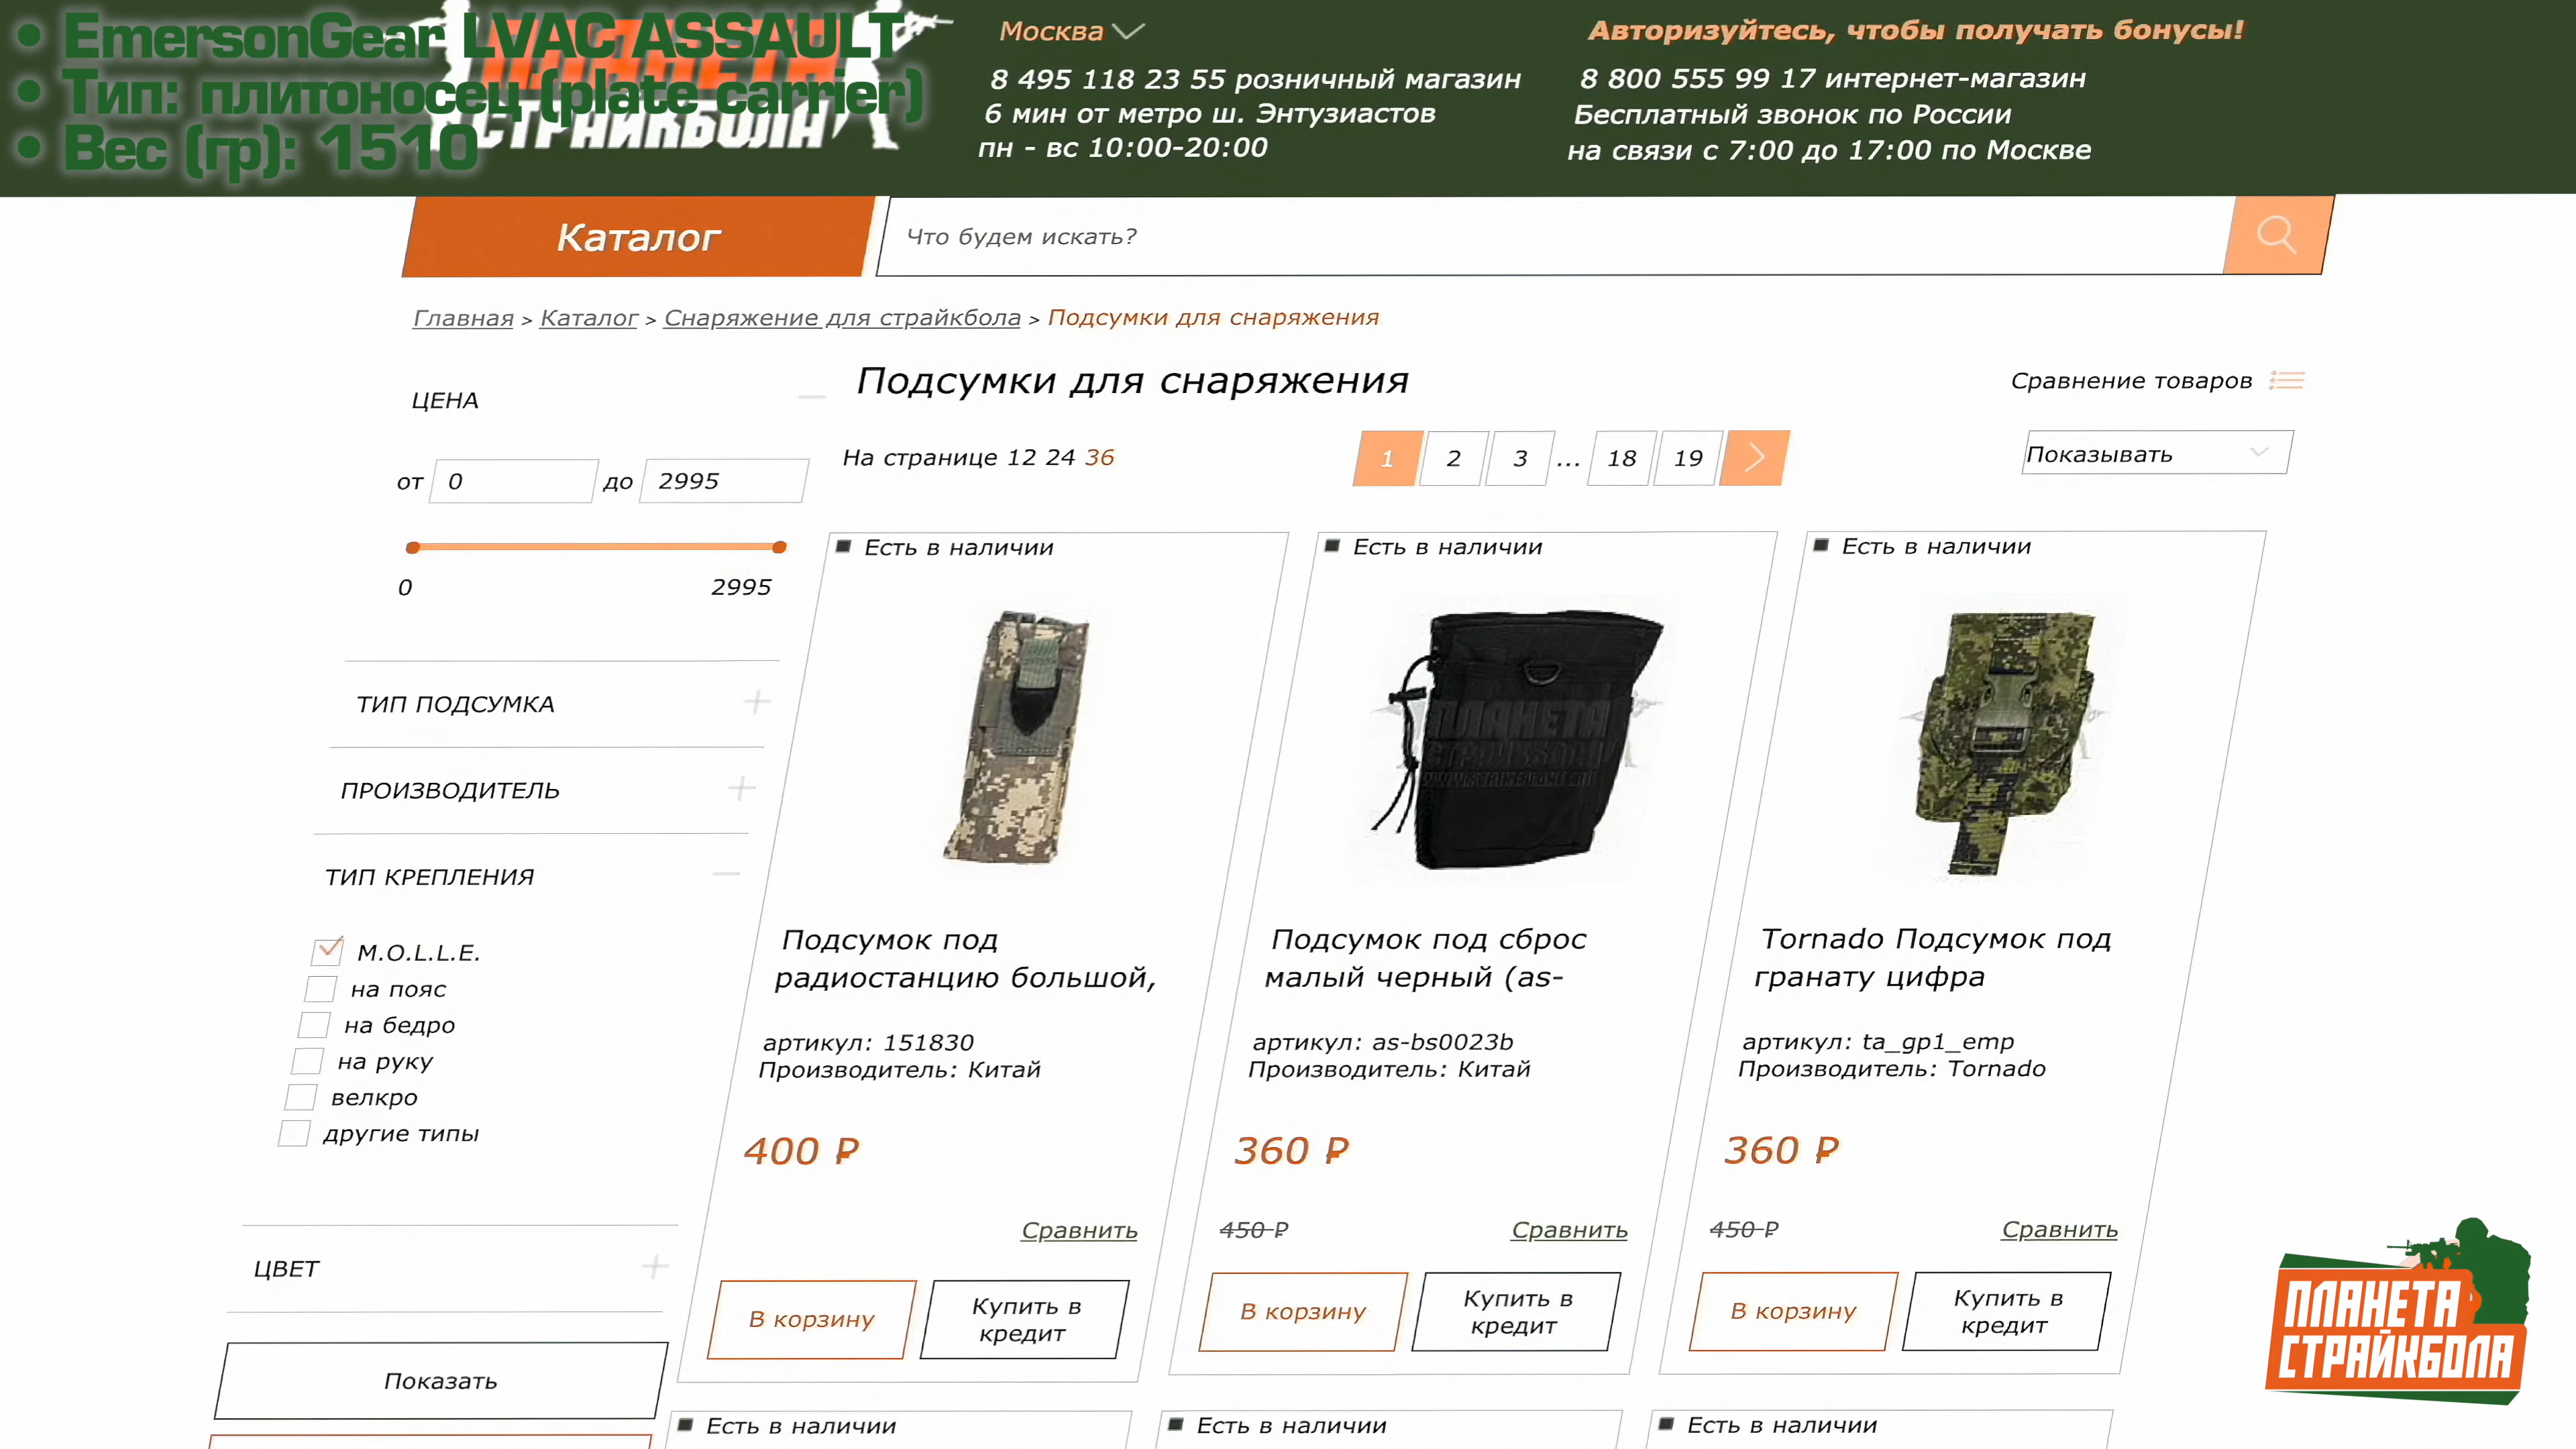 • EmersonGear LVAC ASSAULT
• Тип: плитоносец (plate carrier)
• Вес (гр): 1510
СТРАЙКБОЛА
Москва
8 495 118 23 55 розничный магазин
6 мин от метро ш. Энтузиастов
пн - вс 10:00-20:00
Авторизуйтесь, чтобы получать бонусы!
8 800 555 99 17 интернет-магазин
Бесплатный звонок по России
на связи с 7:00 до 17:00 по Москве
Каталог
Что будем искать?
Главная > Каталог > Снаряжение для страйкбола > Подсумки для снаряжения
Подсумки для снаряжения
Сравнение товаров
На странице 12 24 36
1 2 3 ... 18 19
Показывать
ЦЕНА
от 0 до 2995
0 2995
ТИП ПОДСУМКА
ПРОИЗВОДИТЕЛЬ
ТИП КРЕПЛЕНИЯ
M.O.L.L.E.
на пояс
на бедро
на руку
велкро
другие типы
ЦВЕТ
Показать
Есть в наличии
Подсумок под
радиостанцию большой,
артикул: 151830
Производитель: Китай
400 ₽
Сравнить
В корзину
Купить в
кредит
Есть в наличии
ПЛАНЕТА
СТРАЙКБОЛА
Подсумок под сброс
малый черный (as-
артикул: as-bs0023b
Производитель: Китай
360 ₽
450 ₽
Сравнить
В корзину
Купить в
кредит
Есть в наличии
Tornado Подсумок под
гранату цифра
артикул: ta_gp1_emp
Производитель: Tornado
360 ₽
450 ₽
Сравнить
В корзину
Купить в
кредит
Есть в наличии
Есть в наличии
Есть в наличии
ПЛАНЕТА
СТРАЙКБОЛА